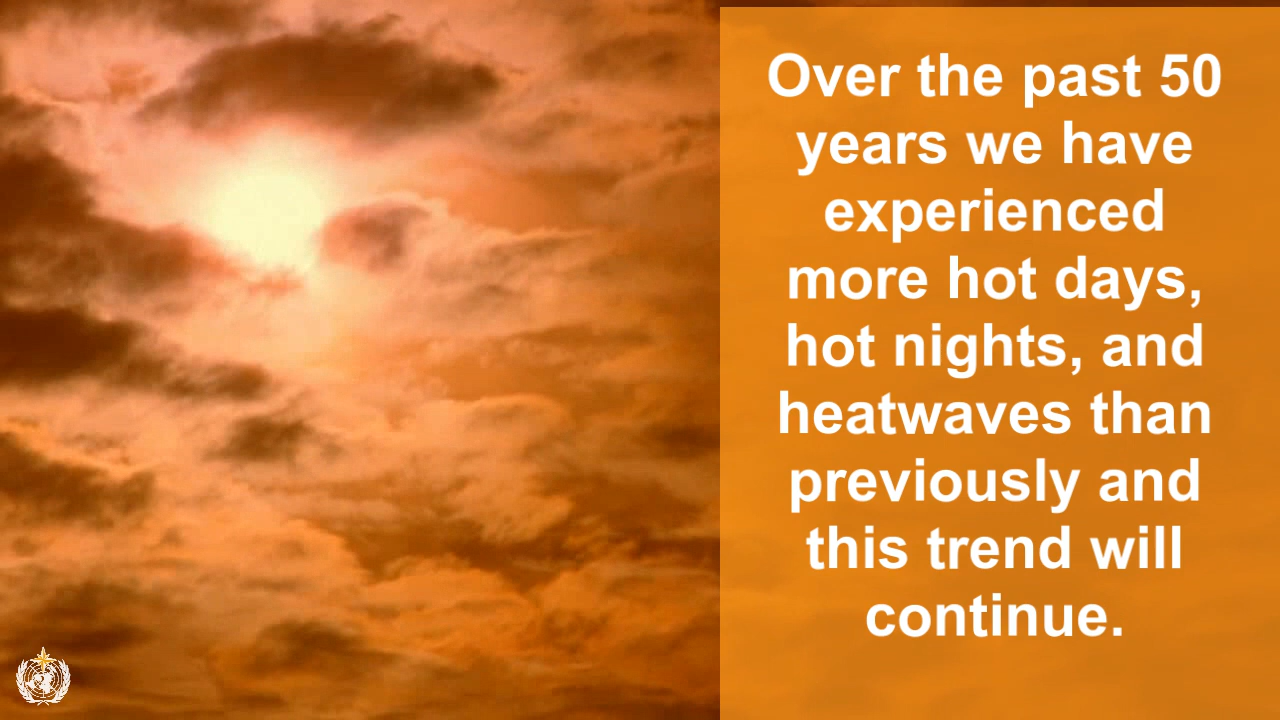 Over the past 50
years we have
experienced
more hot days,
hot nights, and
heatwaves than
previously and
this trend will
continue.